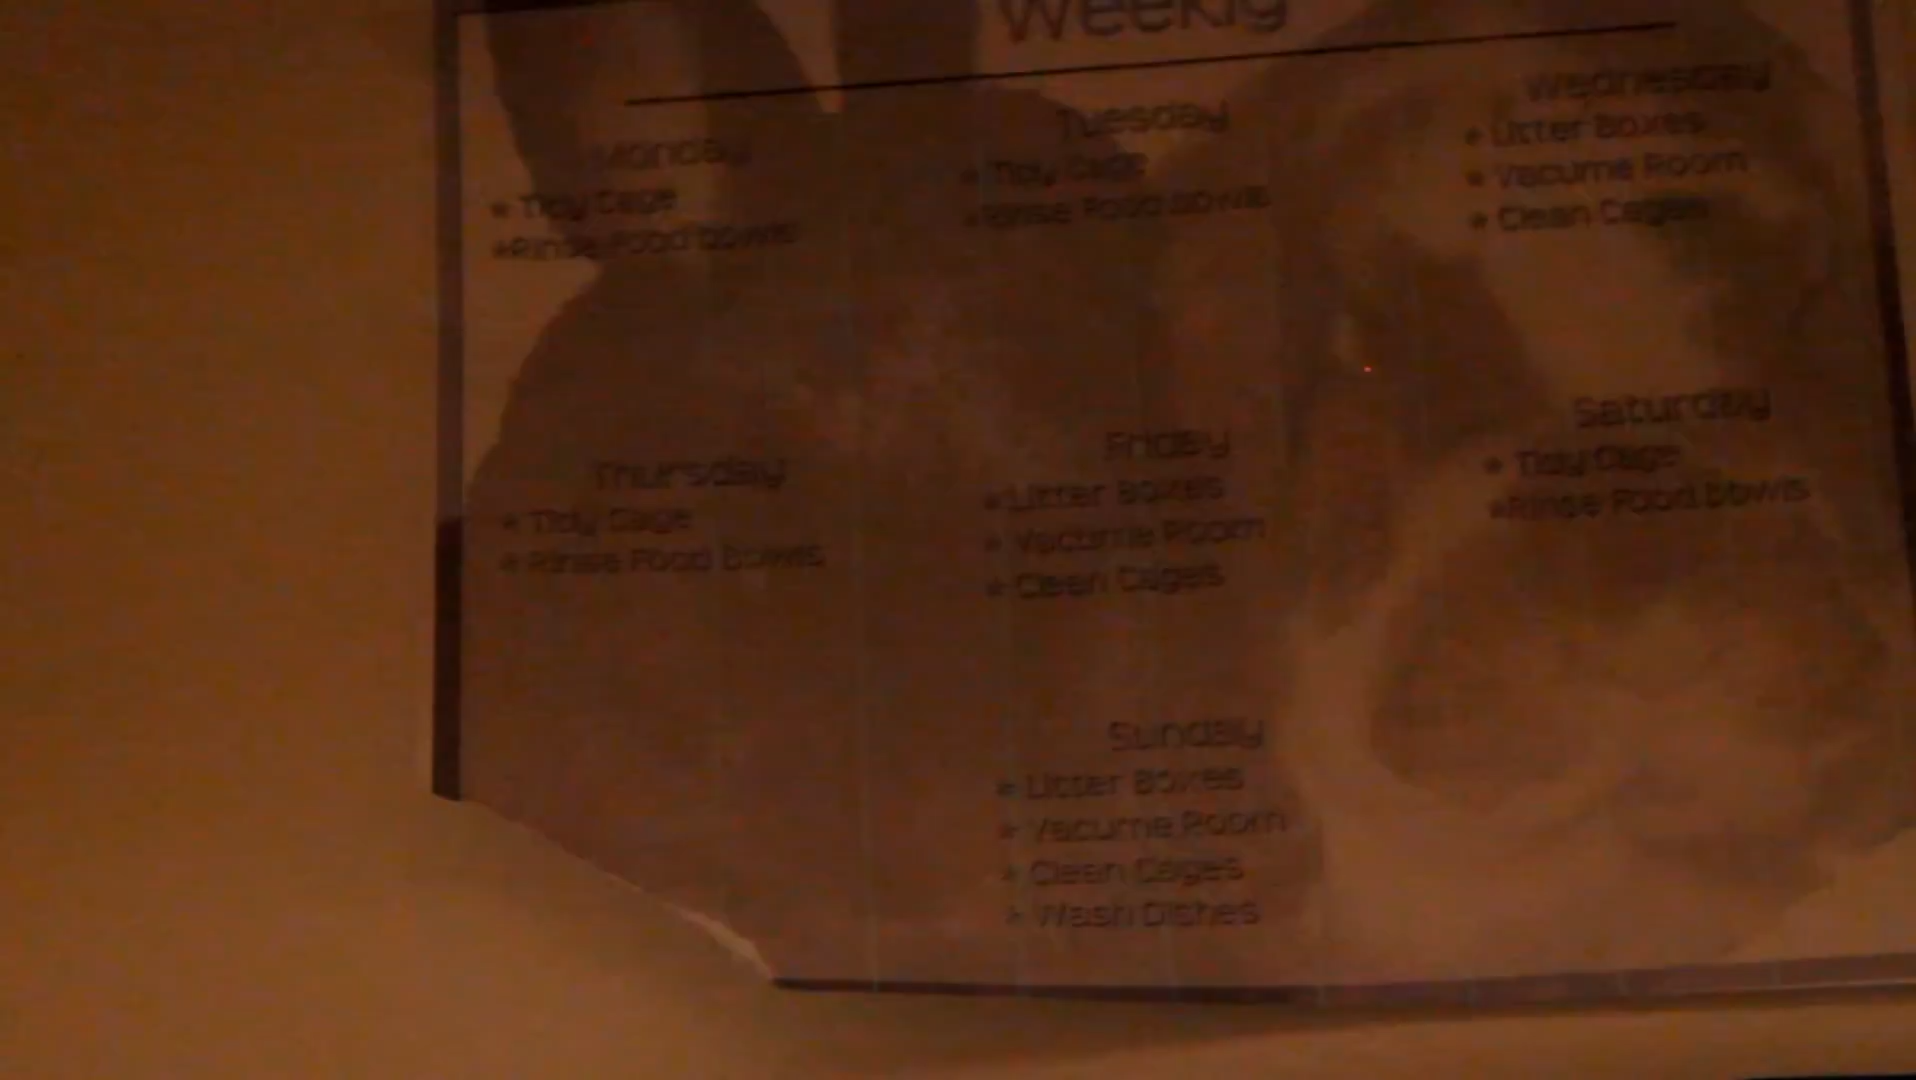 Weekly
Monday
* Tidy Cage
*Rinse Food bowls
Tuesday
* Tidy Cage
*Rinse Food bowls
Wednesday
* Litter Boxes
* Vacume Room
* Clean Cages
Thursday
* Tidy Cage
* Rinse Food bowls
Friday
*Litter Boxes
* Vacume Room
* Clean Cages
Saturday
* Tidy Cage
*Rinse Food bowls
Sunday
* Litter Boxes
* Vacume Room
* Clean Cages
* Wash Dishes